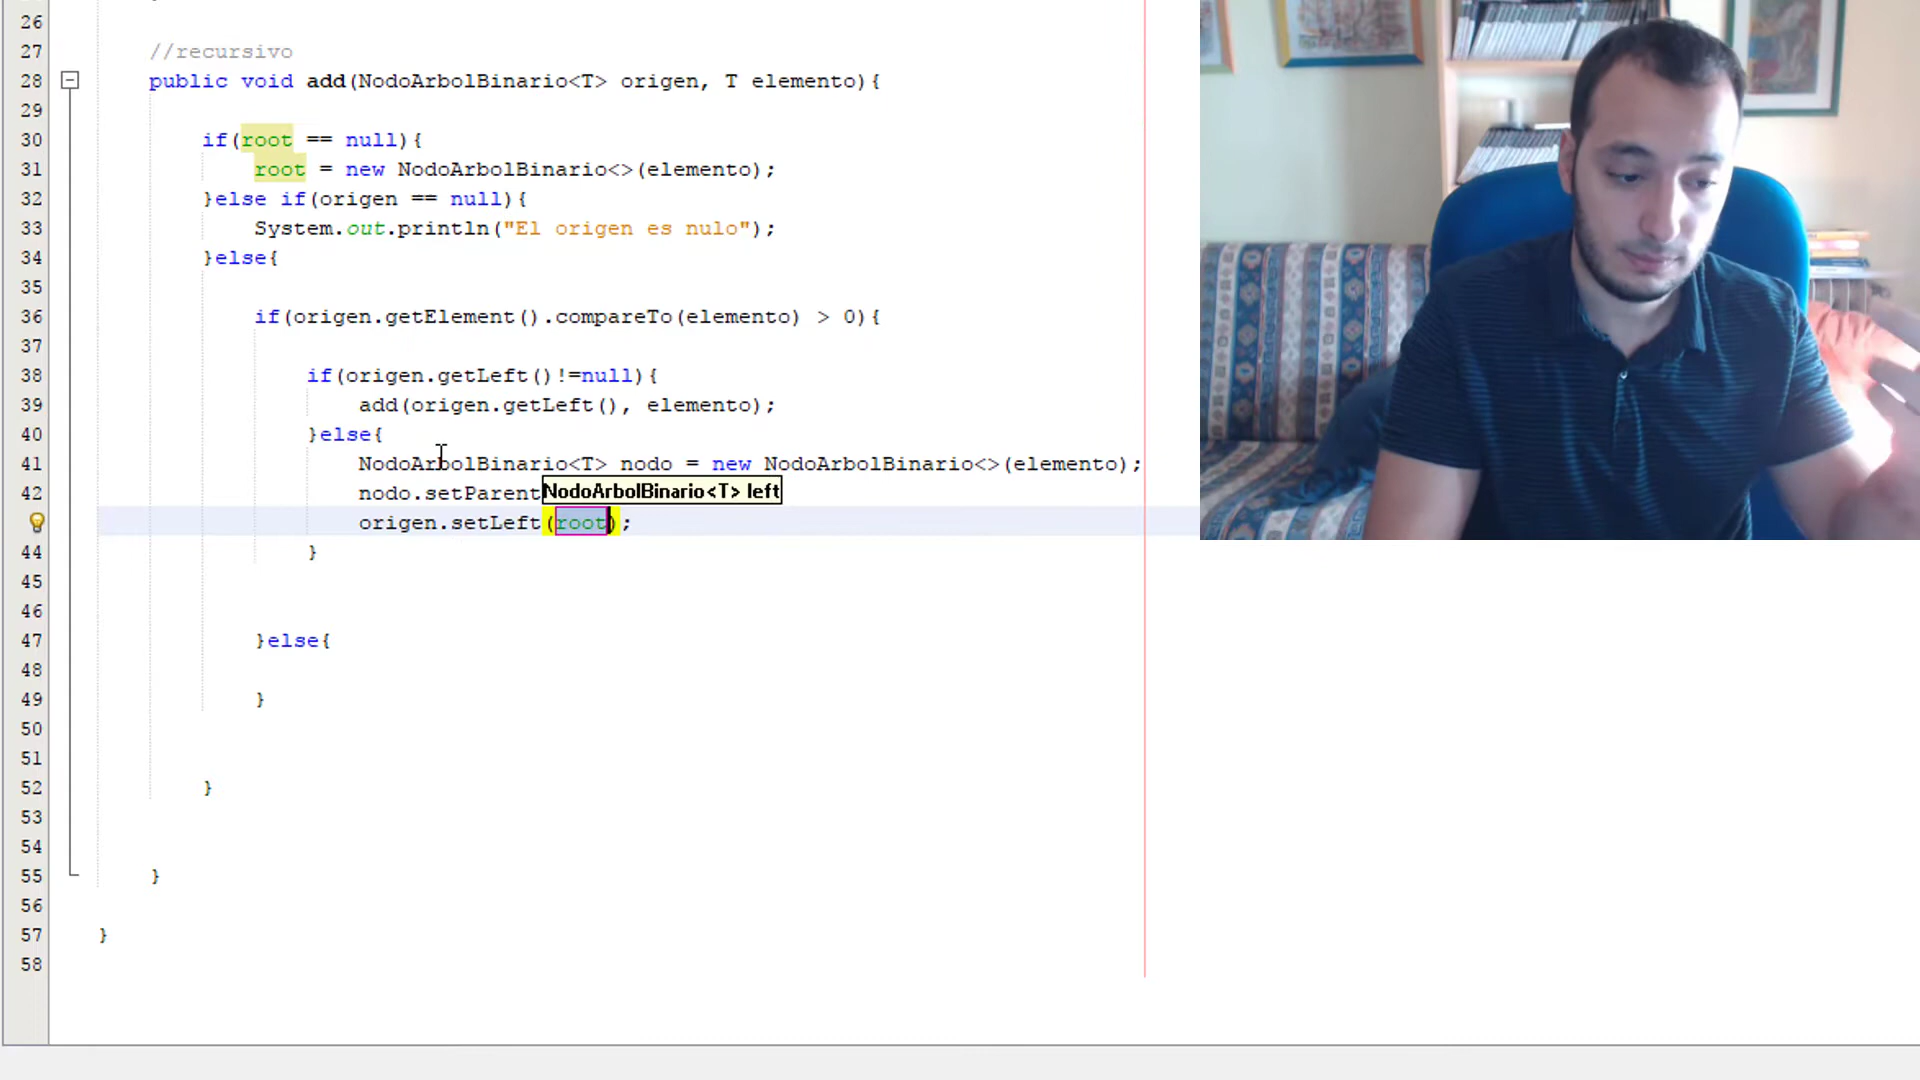 26
27 //recursivo
28 public void add(NodoArbolBinario<T> origen, T elemento){
29
30 if(root == null){
31 root = new NodoArbolBinario<>(elemento);
32 }else if(origen == null){
33 System.out.println("El origen es nulo");
34 }else{
35
36 if(origen.getElement().compareTo(elemento) > 0){
37
38 if(origen.getLeft()!=null){
39 add(origen.getLeft(), elemento);
40 }else{
41 NodoArbolBinario<T> nodo = new NodoArbolBinario<>(elemento);
42 nodo.setParent
NodoArbolBinario<T> left
origen.setLeft(root);
44 }
45
46
47 }else{
48
49 }
50
51
52 }
53
54
55 }
56
57 }
58